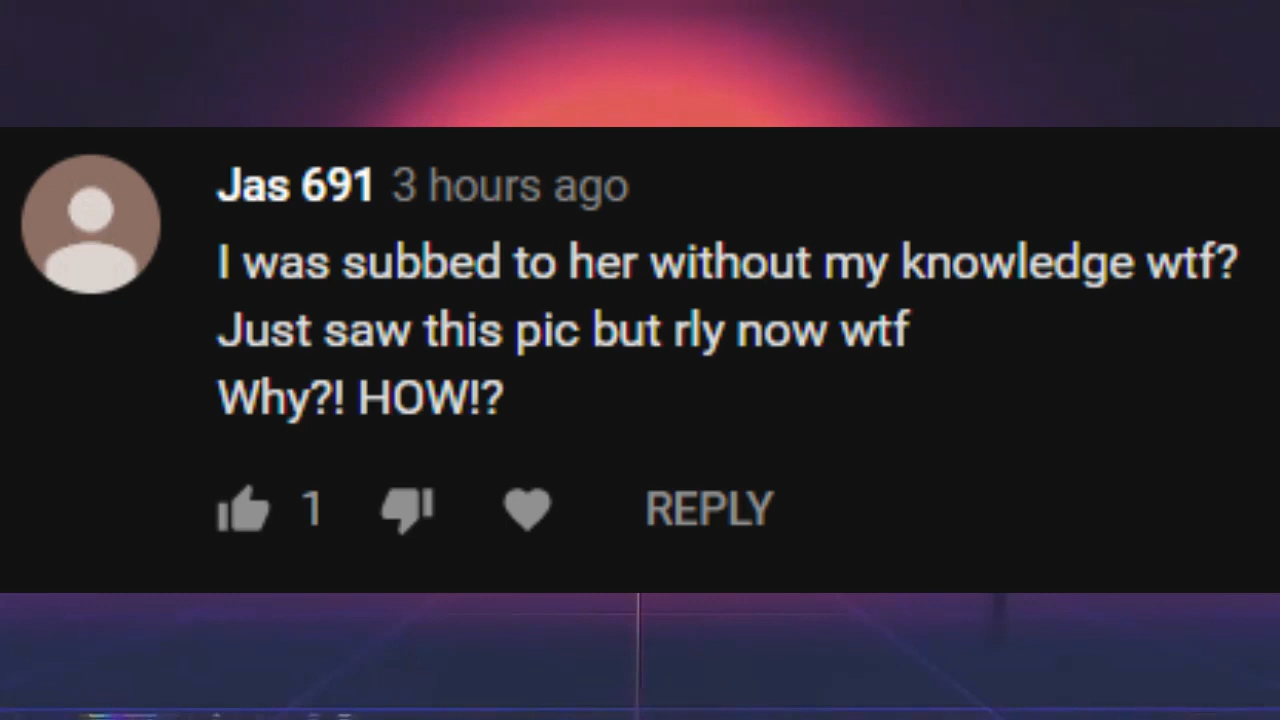 Jas 691 3 hours ago
I was subbed to her without my knowledge wtf?
Just saw this pic but rly now wtf
Why?! HOW!?
1 REPLY